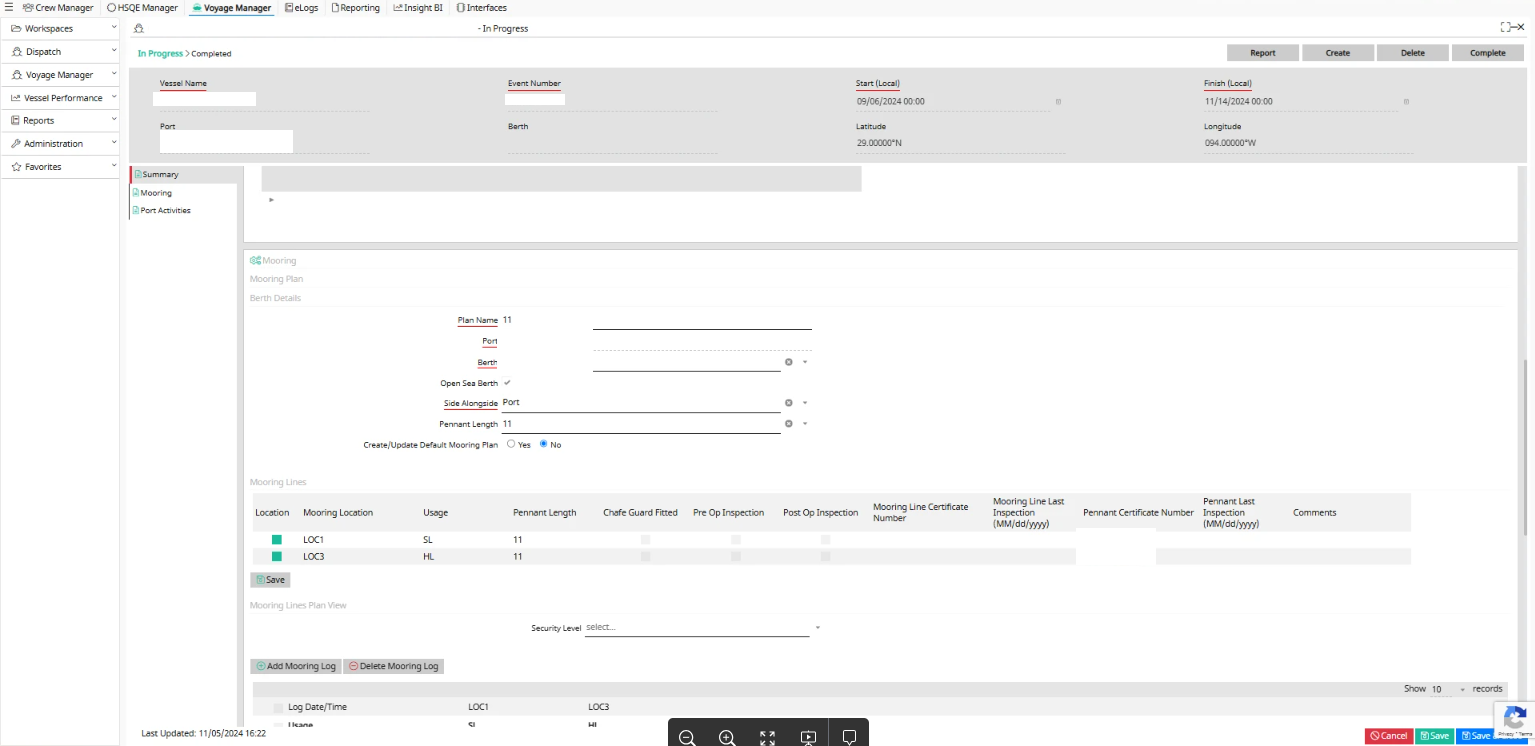 Crew Manager HSQE Manager Voyage Manager eLogs Reporting Insight BI Interfaces
Workspaces
Dispatch
Voyage Manager
Vessel Performance
Reports
Administration
Favorites
- In Progress
In Progress > Completed
Report Create Delete Complete
Vessel Name Event Number Start (Local) Finish (Local)
09/06/2024 00:00 11/14/2024 00:00
Port Berth Latitude Longitude
29.00000°N 094.00000°W
Summary
Mooring
Port Activities
Mooring
Mooring Plan
Berth Details
Plan Name 11
Port
Berth
Open Sea Berth
Side Alongside Port
Pennant Length 11
Create/Update Default Mooring Plan Yes No
Mooring Lines
Location Mooring Location Usage Pennant Length Chafe Guard Fitted Pre Op Inspection Post Op Inspection Mooring Line Certificate Number Mooring Line Last Inspection (MM/dd/yyyy) Pennant Certificate Number Pennant Last Inspection (MM/dd/yyyy) Comments
LOC1 SL 11
LOC3 HL 11
Save
Mooring Lines Plan View
Security Level select...
Add Mooring Log Delete Mooring Log
Show 10 records
Log Date/Time LOC1 LOC3
Usage SL HL
Last Updated: 11/05/2024 16:22
Cancel Save Save
Privacy - Terms